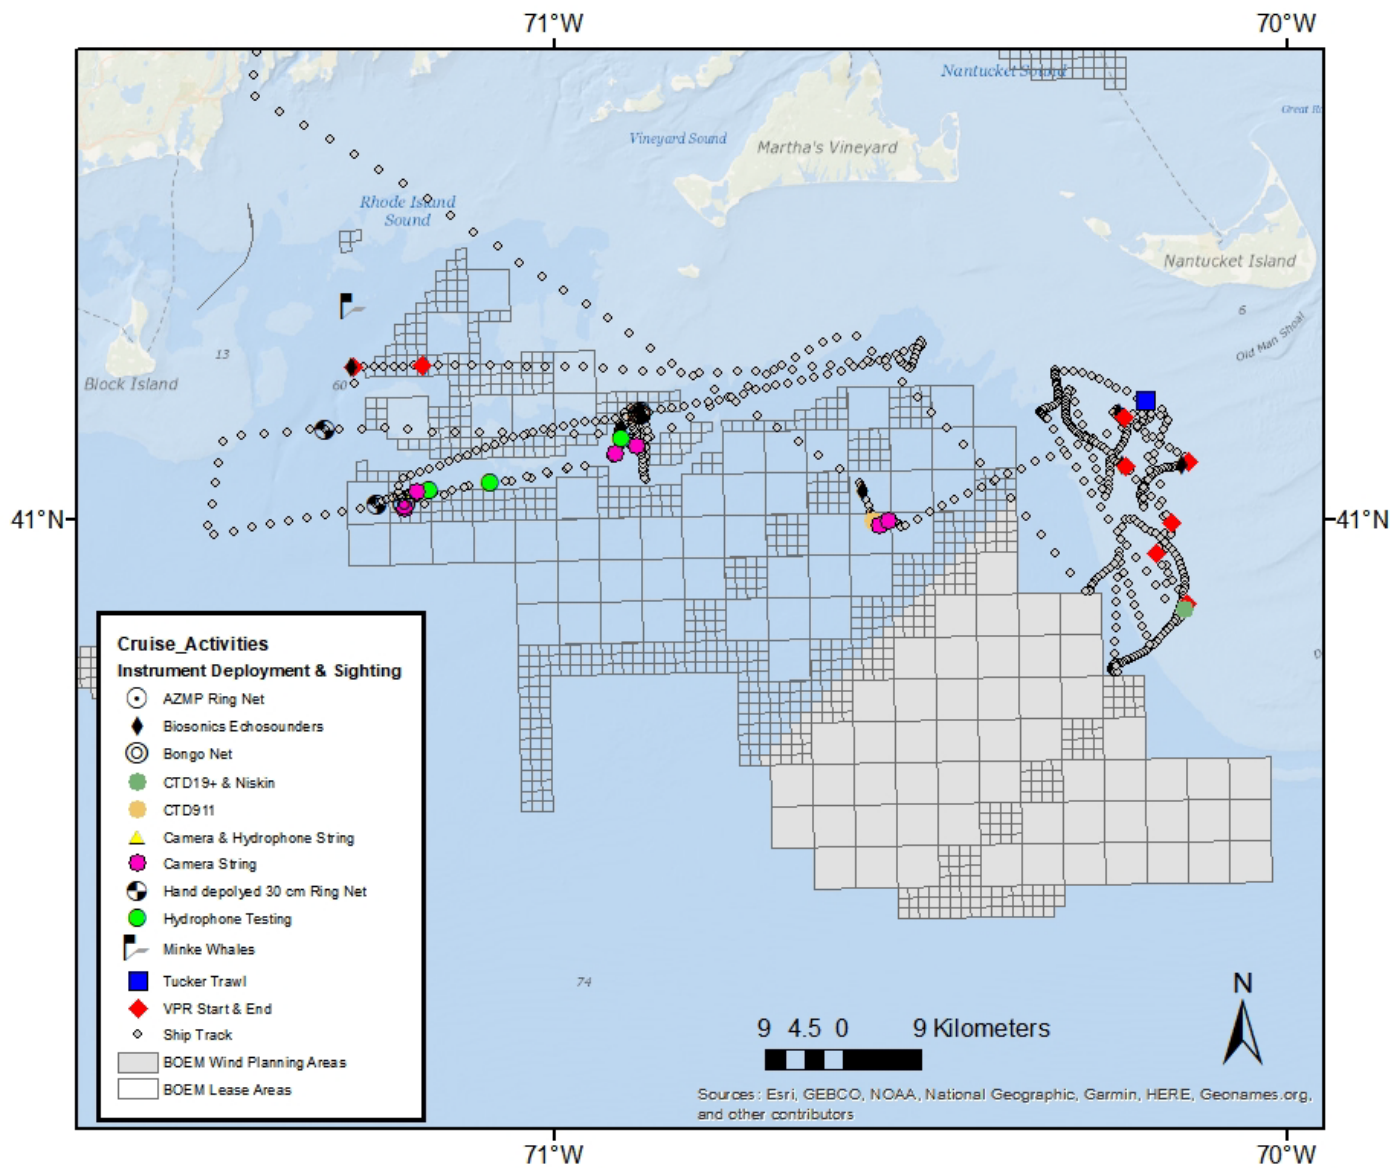 71°W
70°W
Nantucket Sound
Great
Vineyard Sound
Martha's Vineyard
Rhode Island
Sound
Nantucket Island
6
Old Man Shoal
13
60
Block Island
41°N
41°N
0
Cruise_Activities
Instrument Deployment & Sighting
AZMP Ring Net
Biosonics Echosounders
Bongo Net
CTD19+ & Niskin
CTD911
Camera & Hydrophone String
Camera String
Hand depolyed 30 cm Ring Net
Hydrophone Testing
Minke Whales
Tucker Trawl
VPR Start & End
Ship Track
BOEM Wind Planning Areas
BOEM Lease Areas
74
N
9 4.5 0 9 Kilometers
Sources: Esri, GEBCO, NOAA, National Geographic, Garmin, HERE, Geonames.org,
and other contributors
71°W
70°W